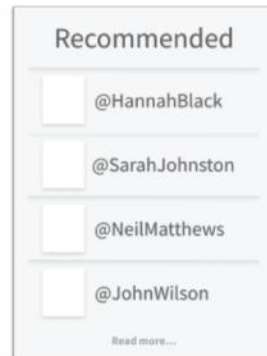 Recommended
@HannahBlack
@SarahJohnston
@NeilMatthews
@JohnWilson
Read more...